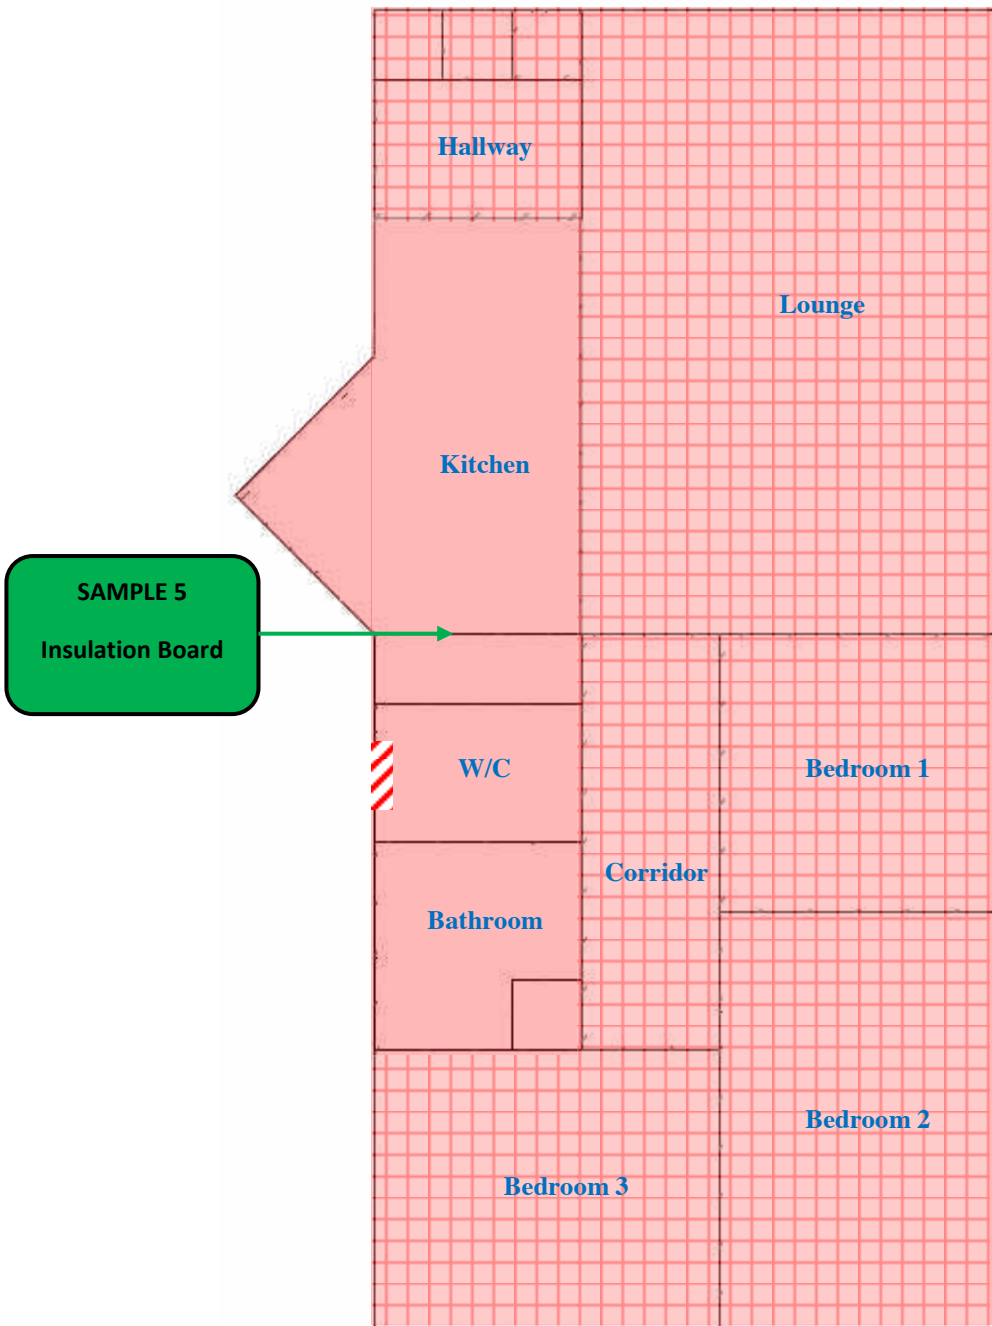 Hallway
Lounge
Kitchen
SAMPLE 5
Insulation Board
W/C
Bedroom 1
Corridor
Bathroom
Bedroom 2
Bedroom 3